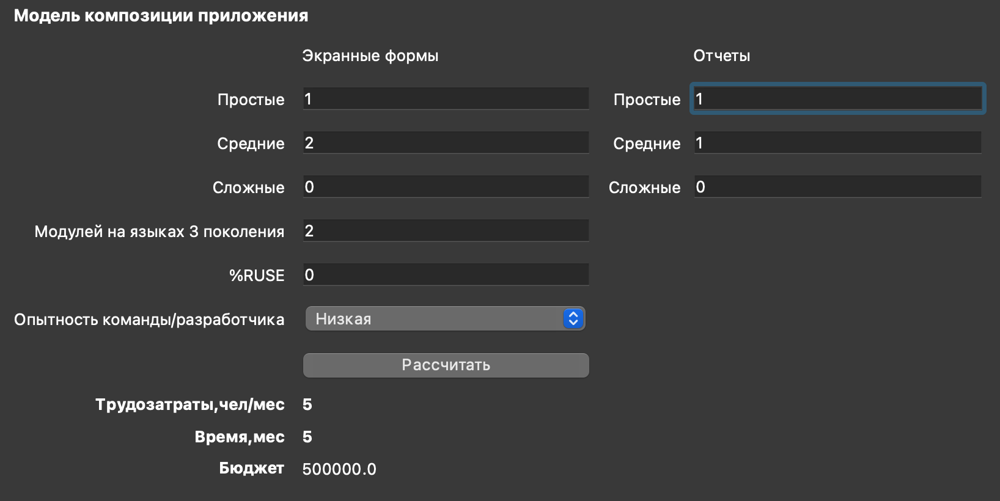 Модель композиции приложения
Экранные формы Отчеты
Простые 1 Простые 1
Средние 2 Средние 1
Сложные 0 Сложные 0
Модулей на языках 3 поколения 2
%RUSE 0
Опытность команды/разработчика Низкая
Рассчитать
Трудозатраты,чел/мес 5
Время,мес 5
Бюджет 500000.0